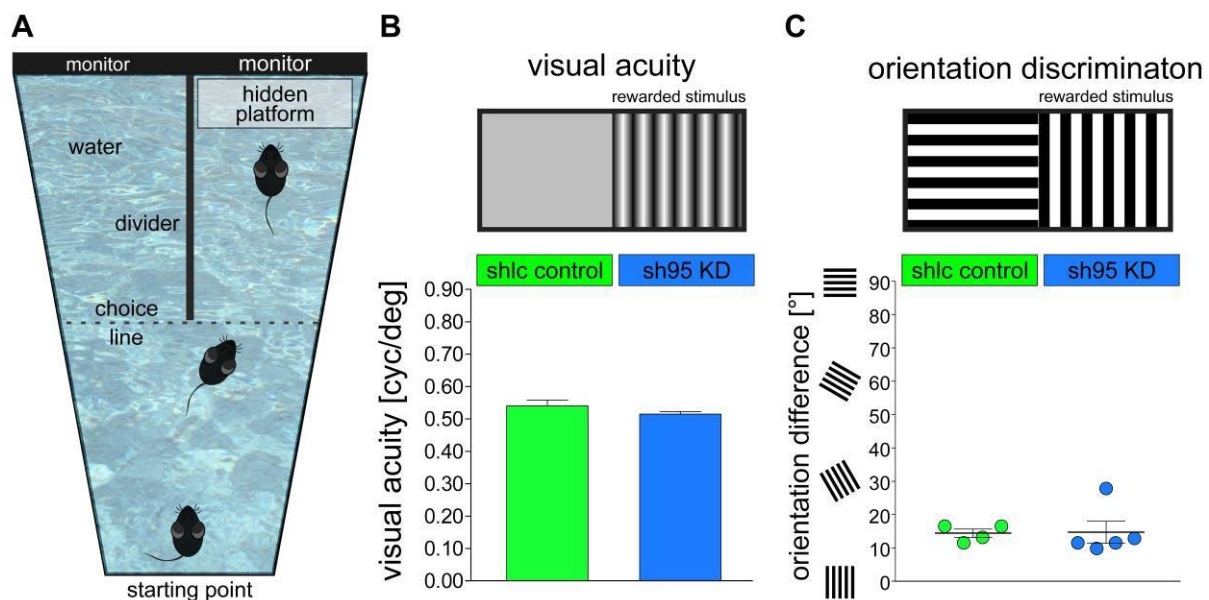 A
monitor
monitor
hidden
platform
water
divider
choice
line
starting point
B
visual acuity
rewarded stimulus
shlc control
sh95 KD
visual acuity [cyc/deg]
0.90
0.80
0.70
0.60
0.50
0.40
0.30
0.20
0.10
0.00
C
orientation discriminaton
rewarded stimulus
shlc control
sh95 KD
orientation difference [°]
90
80
70
60
50
40
30
20
10
0